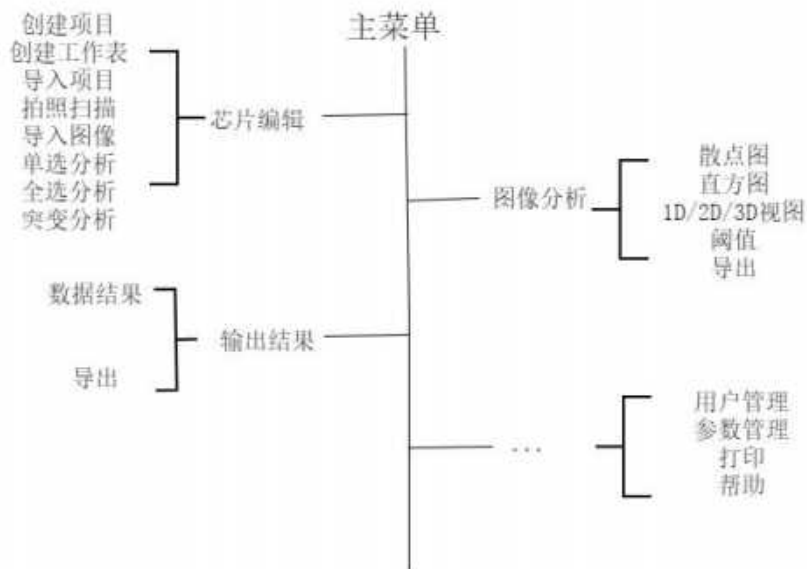 主菜单
创建项目
创建工作表
导入项目
拍照扫描
导入图像
单选分析
全选分析
突变分析
芯片编辑
图像分析
散点图
直方图
1D/2D/3D视图
阈值
导出
数据结果
导出
输出结果
...
用户管理
参数管理
打印
帮助